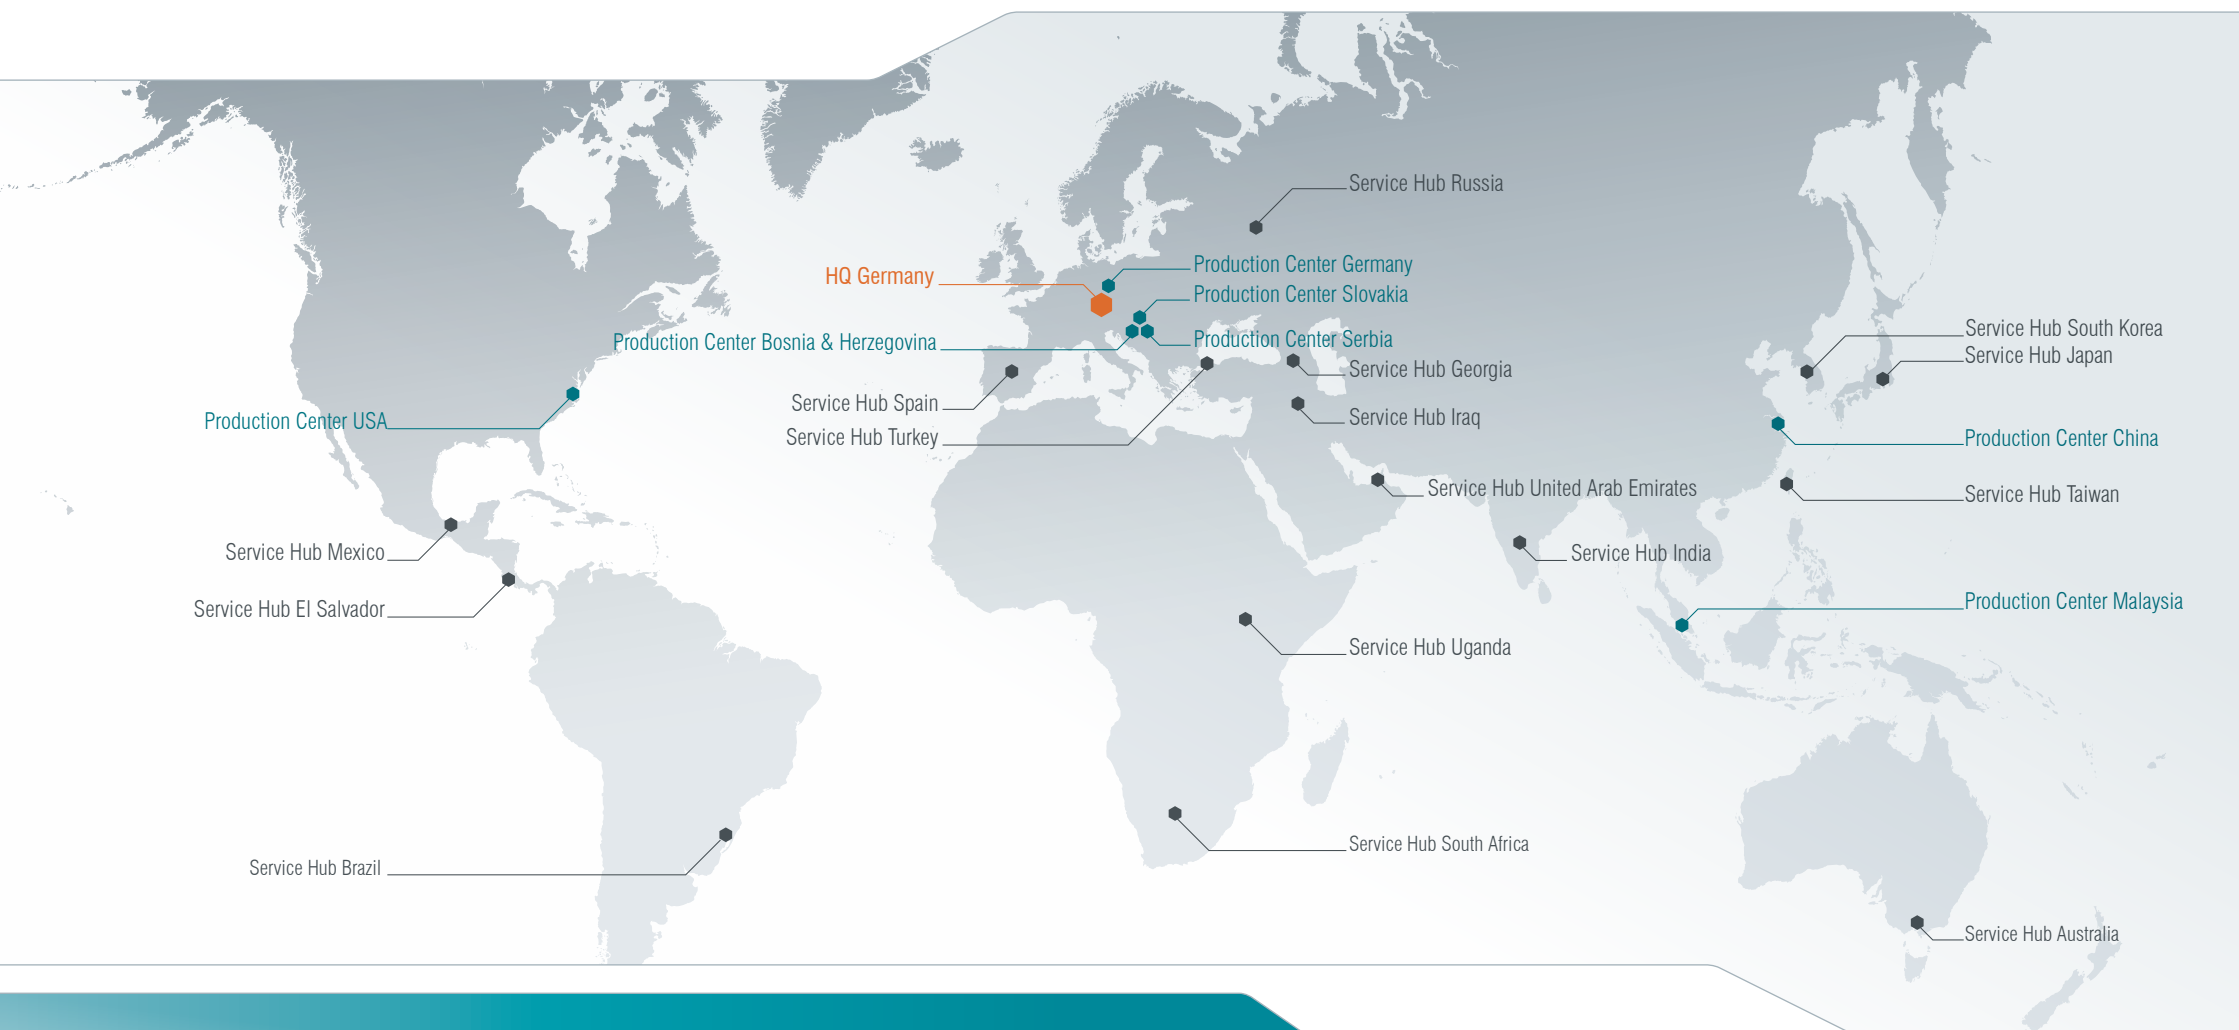 Service Hub Russia
Production Center Germany
HQ Germany
Production Center Slovakia
Service Hub South Korea
Production Center Serbia
Production Center Bosnia & Herzegovina
Service Hub Japan
Service Hub Georgia
Service Hub Spain
Service Hub Iraq
Production Center USA
Service Hub Turkey
Production Center China
Service Hub United Arab Emirates
Service Hub Taiwan
Service Hub Mexico
Service Hub India
Production Center Malaysia
Service Hub El Salvador
Service Hub Uganda
Service Hub South Africa
Service Hub Brazil
Service Hub Australia